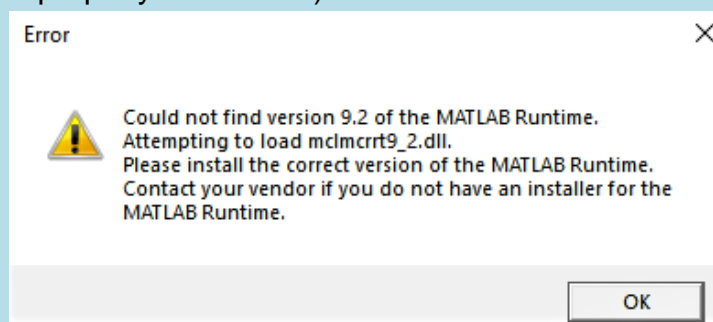 Error
Could not find version 9.2 of the MATLAB Runtime.
Attempting to load mclmcrrt9_2.dll.
Please install the correct version of the MATLAB Runtime.
Contact your vendor if you do not have an installer for the
MATLAB Runtime.
OK